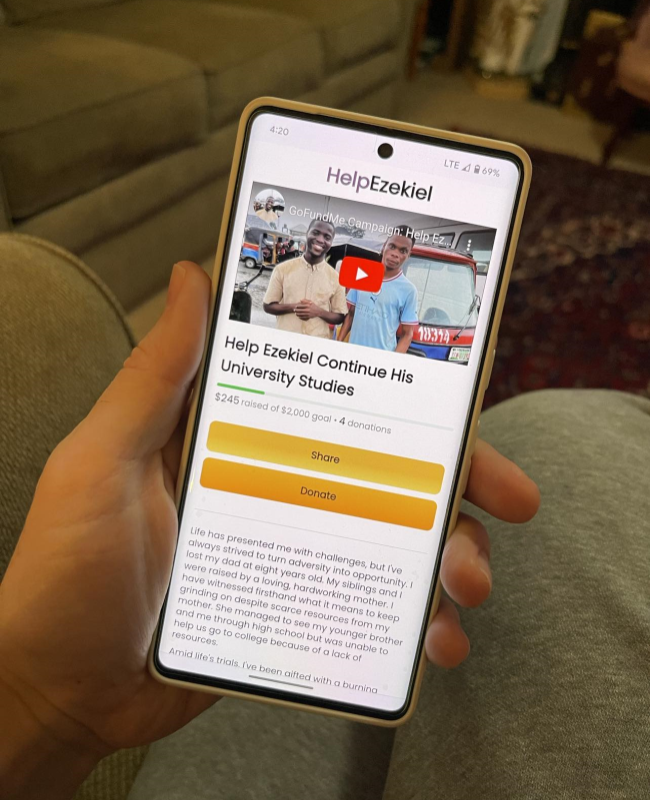 4:20
LTE 69%
HelpEzekiel
GoFundMe Campaign: Help Ez...
18314
Help Ezekiel Continue His
University Studies
$245 raised of $2,000 goal • 4 donations
Share
Donate
Life has presented me with challenges, but I've
always strived to turn adversity into opportunity. I
lost my dad at eight years old. My siblings and I
were raised by a loving, hardworking mother. I
have witnessed firsthand what it means to keep
grinding on despite scarce resources from my
mother. She managed to see my younger brother
and me through high school but was unable to
help us go to college because of a lack of
resources.
Amid life's trials, I've been gifted with a burning